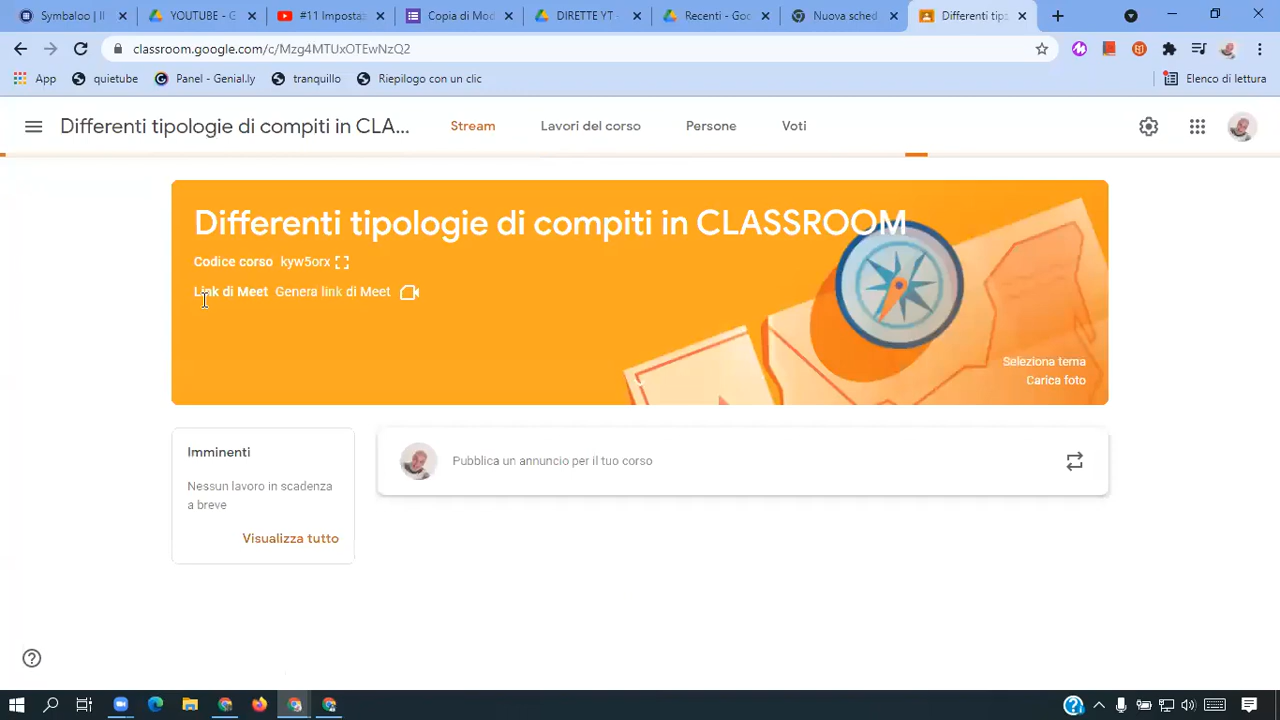 Symbaloo II
YOUTUBE - G
#11 Impostaz
Copia di Mod
DIRETTE YT -
Recenti - Goo
Nuova sched
Differenti tip
classroom.google.com/c/Mzg4MTUxOTEwNzQ2
App quietube Panel - Genial.ly tranquillo Riepilogo con un clic Elenco di lettura
Differenti tipologie di compiti in CLA... Stream Lavori del corso Persone Voti
Differenti tipologie di compiti in CLASSROOM
Codice corso kyw5orx
Link di Meet Genera link di Meet
Seleziona tema
Carica foto
Imminenti
Nessun lavoro in scadenza
a breve
Visualizza tutto
Pubblica un annuncio per il tuo corso